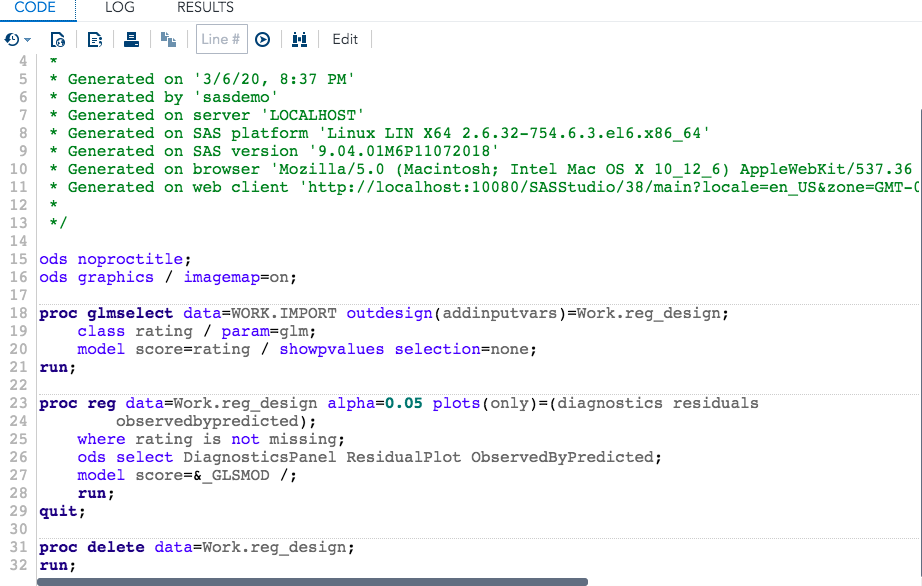 CODE LOG RESULTS
Line # Edit
4 *
5 * Generated on '3/6/20, 8:37 PM'
6 * Generated by 'sasdemo'
7 * Generated on server 'LOCALHOST'
8 * Generated on SAS platform 'Linux LIN X64 2.6.32-754.6.3.el6.x86_64'
9 * Generated on SAS version '9.04.01M6P11072018'
10 * Generated on browser 'Mozilla/5.0 (Macintosh; Intel Mac OS X 10_12_6) AppleWebKit/537.36
11 * Generated on web client 'http://localhost:10080/SASStudio/38/main?locale=en_US&zone=GMT-0
12 *
13 */
14
15 ods noproctitle;
16 ods graphics / imagemap=on;
17
18 proc glmselect data=WORK.IMPORT outdesign(addinputvars)=Work.reg_design;
19 class rating / param=glm;
20 model score=rating / showpvalues selection=none;
21 run;
22
23 proc reg data=Work.reg_design alpha=0.05 plots(only)=(diagnostics residuals
24 observedbypredicted);
25 where rating is not missing;
26 ods select DiagnosticsPanel ResidualPlot ObservedByPredicted;
27 model score=&_GLSMOD /;
28 run;
29 quit;
30
31 proc delete data=Work.reg_design;
32 run;